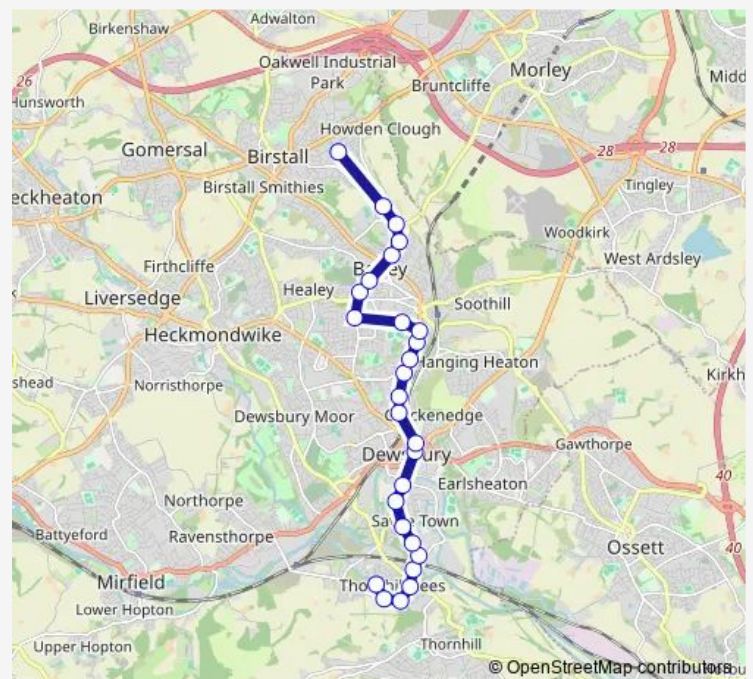 Birkenshaw
Adwalton
Oakwell Industrial
Park
Morley
Midd
26
Hunsworth
Bruntcliffe
Howden Clough
Gomersal
Birstall
28
28
Birstall Smithies
Tingley
eckheaton
Woodkirk
Firthcliffe
West Ardsley
Healey
Liversedge
Soothill
Heckmondwike
Hanging Heaton
shead
Norristhorpe
Kirkh
Dewsbury Moor
Gawthorpe
Earlsheaton
40
Northorpe
Battyeford
Ravensthorpe
Ossett
40
Mirfield
Lower Hopton
Upper Hopton
Thornhill
© OpenStreetMap contributors